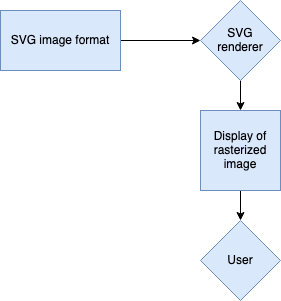 SVG image format
SVG
renderer
Display of
rasterized
image
User